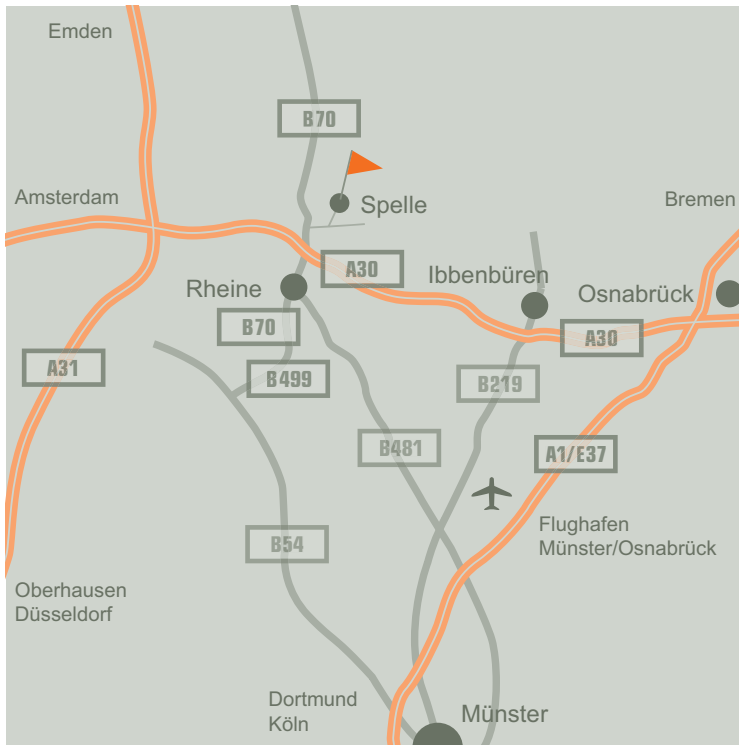 Emden
B70
Amsterdam
Spelle
Bremen
A30
Rheine
Ibbenbüren
Osnabrück
B70
A30
A31
B499
B219
B481
A1/E37
B54
Flughafen
Münster/Osnabrück
Oberhausen
Düsseldorf
Dortmund
Köln
Münster